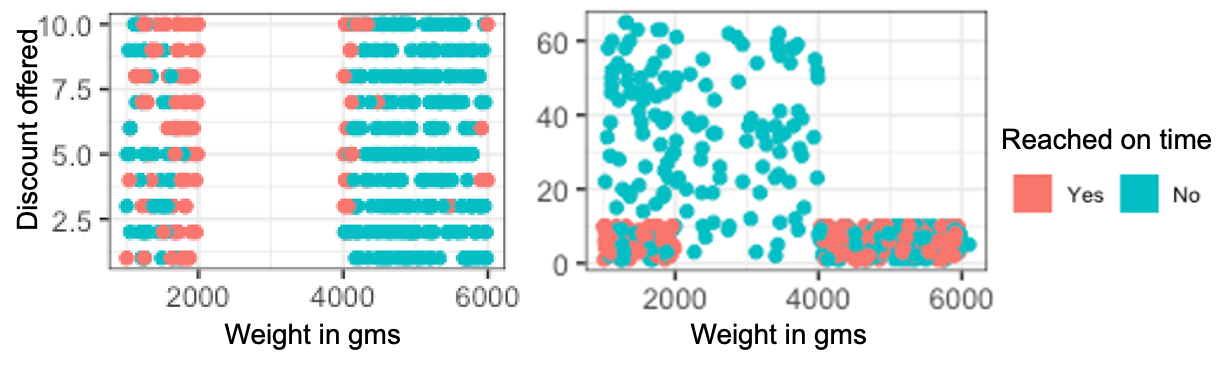 Discount offered
10.0
7.5
5.0
2.5
2000
4000
6000
Weight in gms
60
40
20
0
2000
4000
6000
Weight in gms
Reached on time
Yes
No